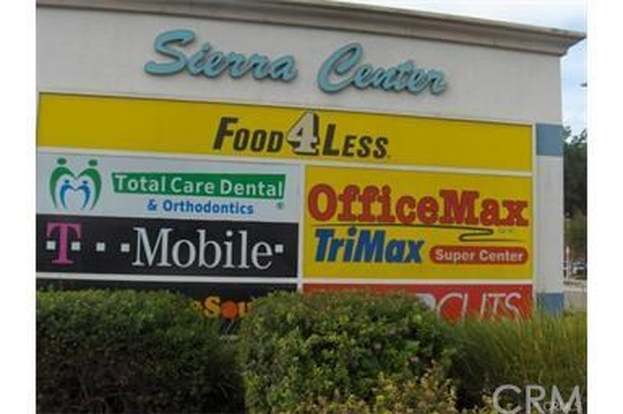 Sierra Center
Food 4 Less
Total Care Dental
& Orthodontics
®
OfficeMax
TriMax
Super Center
T··Mobile·
CUTS
CRM